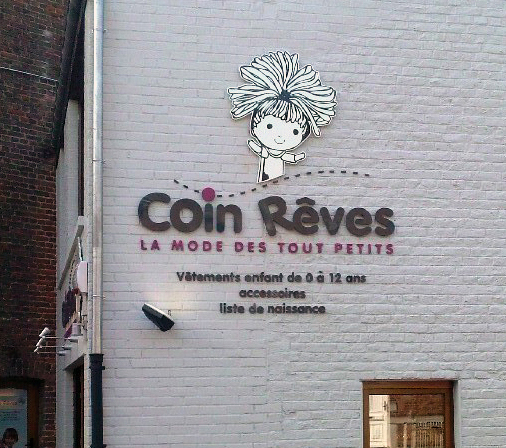 Coin Rêves
LA MODE DES TOUT PETITS
Vêtements enfant de 0 à 12 ans
accessoires
liste de naissance